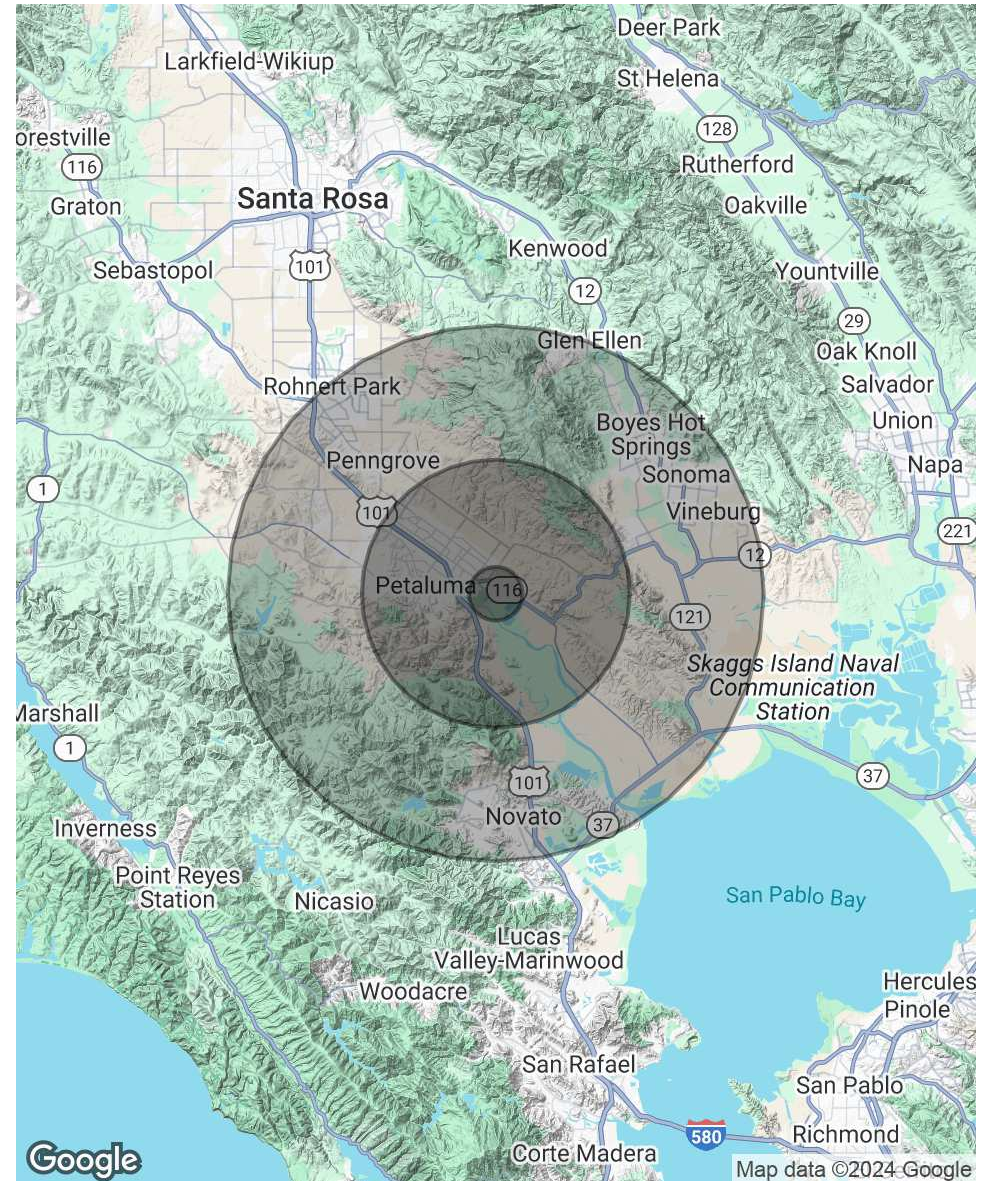 Deer Park
Larkfield-Wikiup
St Helena
128
orestville
116
Rutherford
Santa Rosa
Graton
Oakville
Kenwood
101
Sebastopol
Yountville
12
29
Glen Ellen
Oak Knoll
Rohnert Park
Salvador
Boyes Hot
Springs
Union
Penngrove
Napa
Sonoma
1
101
Vineburg
221
12
Petaluma
116
121
Skaggs Island Naval
Communication
Station
Marshall
1
37
101
Novato
37
Inverness
Point Reyes
Station
Nicasio
San Pablo Bay
Lucas
Valley-Marinwood
Woodacre
Hercules
Pinole
San Rafael
San Pablo
580
Richmond
Corte Madera
Google
Map data ©2024 Google